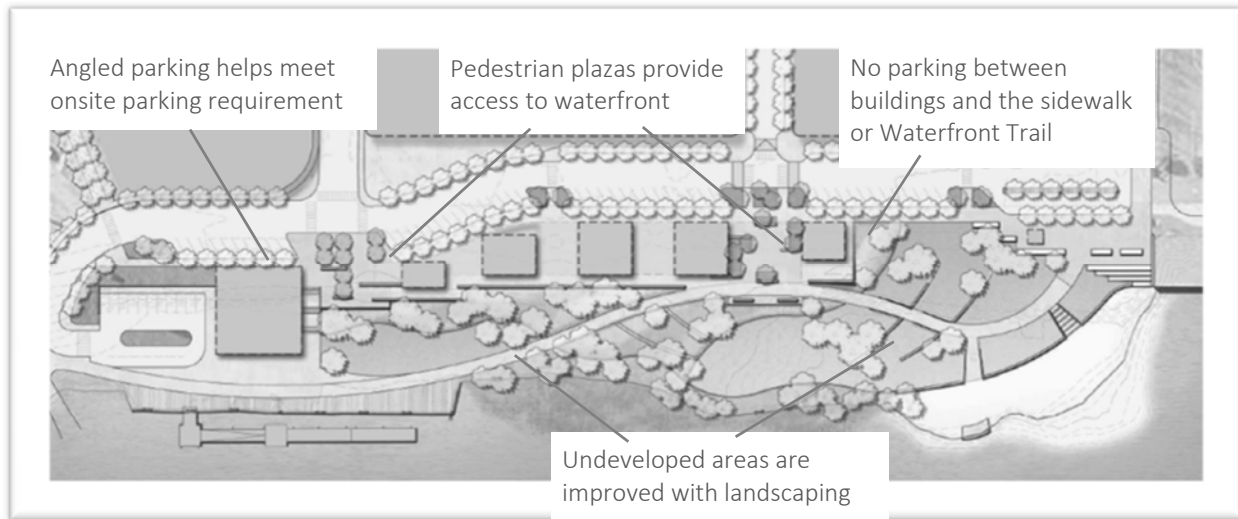 Angled parking helps meet
onsite parking requirement
Pedestrian plazas provide
access to waterfront
No parking between
buildings and the sidewalk
or Waterfront Trail
Undeveloped areas are
improved with landscaping